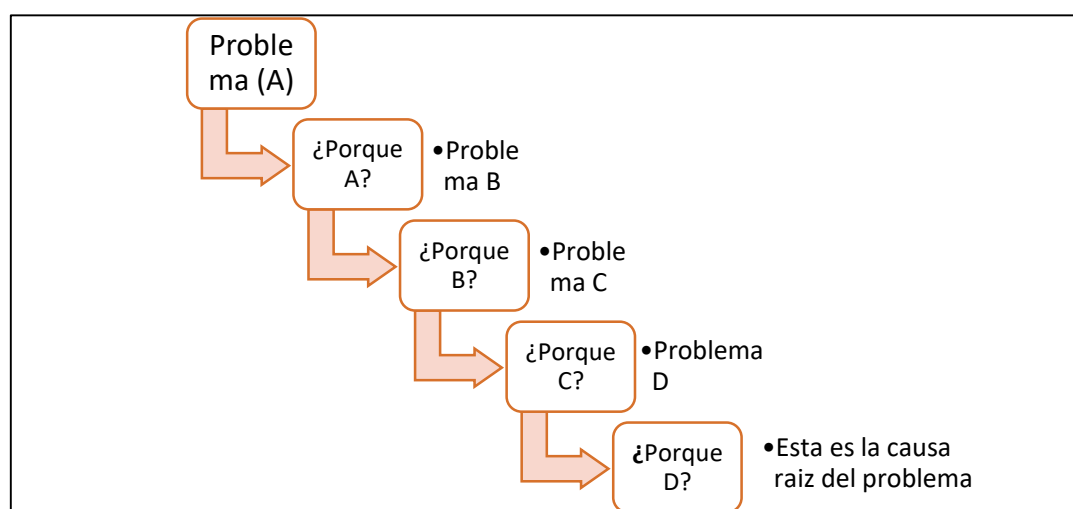 Proble
ma (A)
¿Porque
A?
•Proble
ma B
¿Porque
B?
•Proble
ma C
¿Porque
C?
•Problema
D
¿Porque
D?
•Esta es la causa
raiz del problema